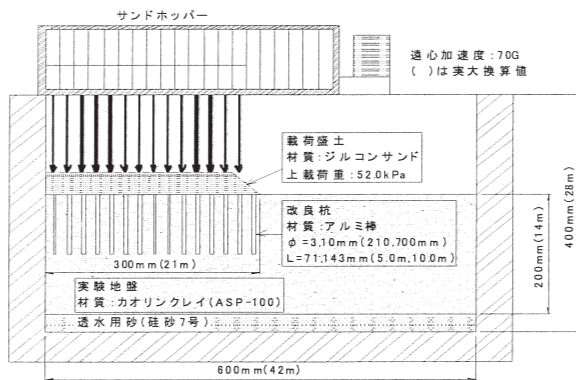 サンドホッパー
遠心加速度:70G
( )は実大換算値
載荷盛土
材質:ジルコンサンド
上載荷重:52.0kPa
改良杭
材質:アルミ棒
φ=3,10mm(210,700mm)
L=71,143mm(5.0m,10.0m)
300mm(21m)
実験地盤
材質:カオリンクレイ(ASP-100)
透水用砂(硅砂7号)
600mm(42m)
200mm(14m)
400mm(28m)